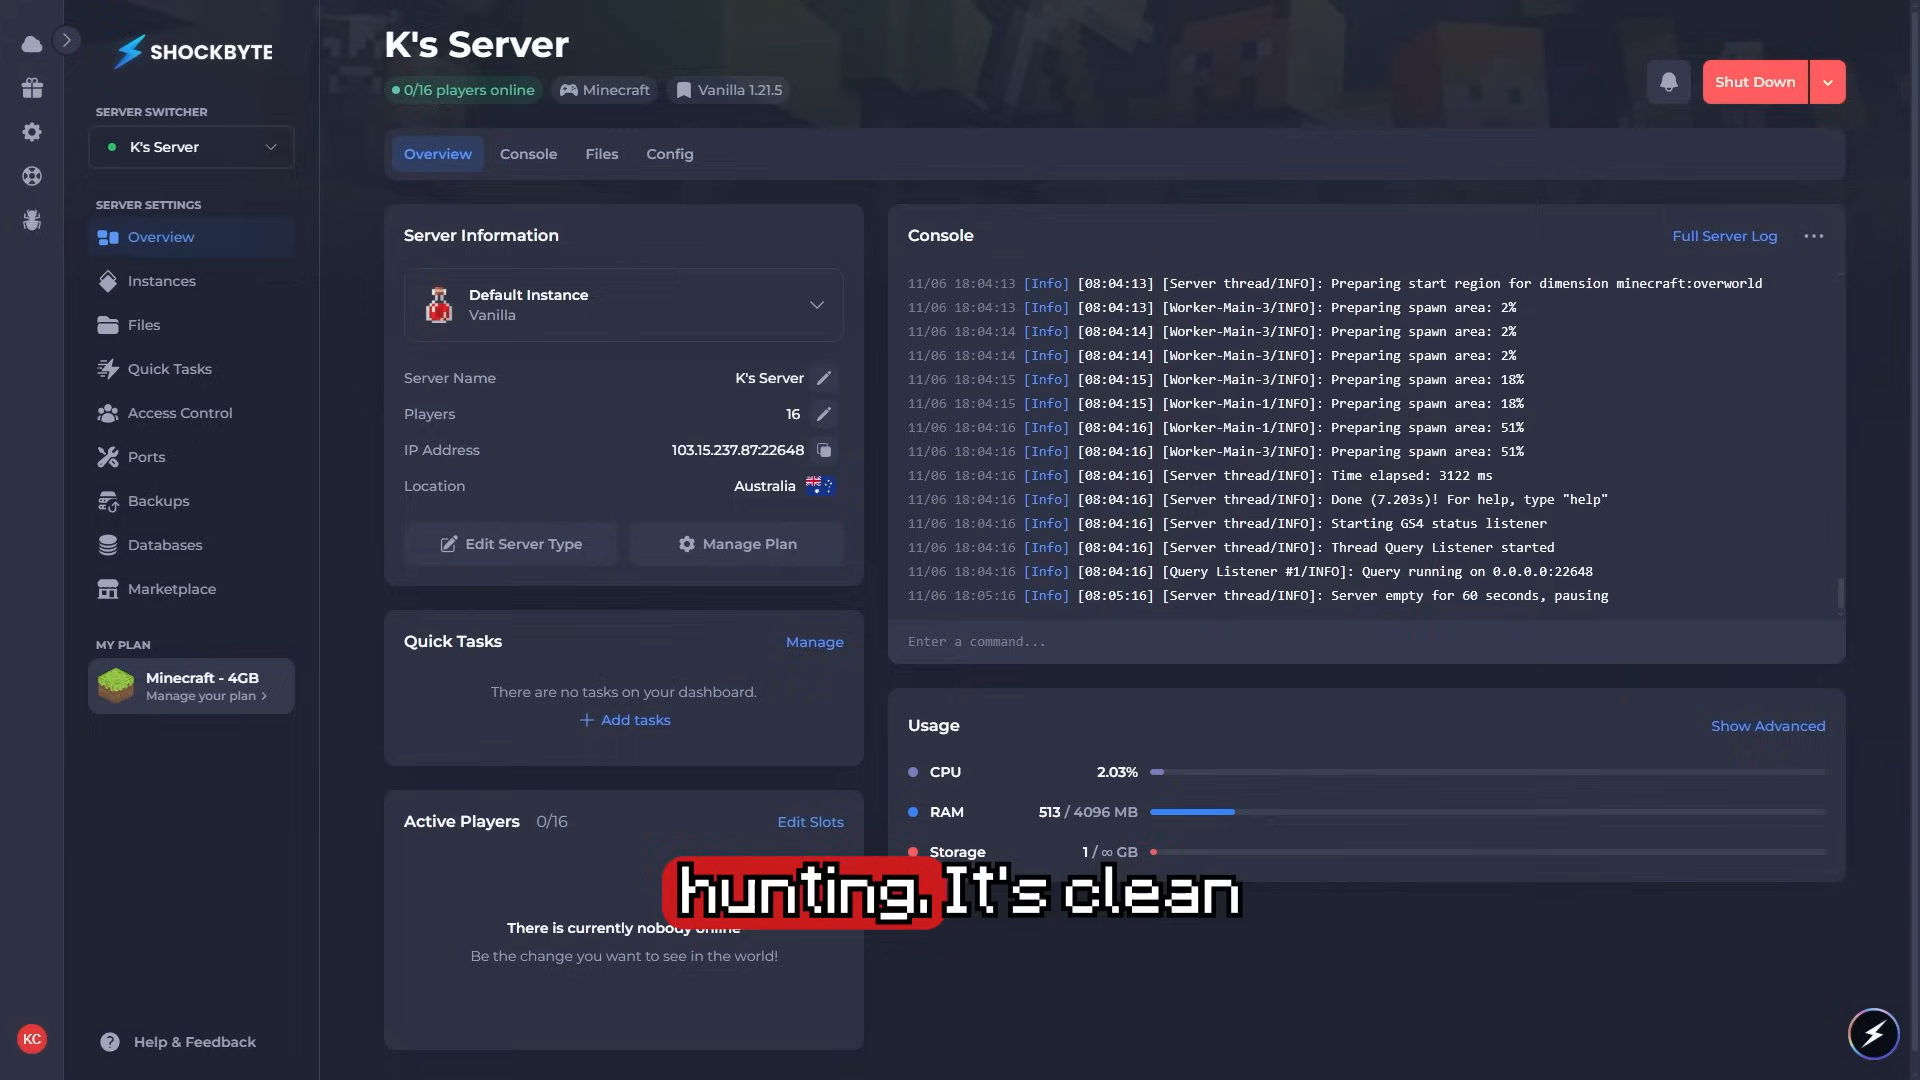 SHOCKBYTE
SERVER SWITCHER
K's Server
SERVER SETTINGS
Overview
Instances
Files
Quick Tasks
Access Control
Ports
Backups
Databases
Marketplace
MY PLAN
Minecraft - 4GB
Manage your plan >
KC
Help & Feedback
K's Server
0/16 players online
Minecraft
Vanilla 1.21.5
Shut Down
Overview
Console
Files
Config
Server Information
Default Instance
Vanilla
Server Name K's Server
Players 16
IP Address 103.15.237.87:22648
Location Australia
Edit Server Type
Manage Plan
Quick Tasks
Manage
There are no tasks on your dashboard.
+ Add tasks
Active Players 0/16
Edit Slots
There is currently nobody online
Be the change you want to see in the world!
Console
Full Server Log
11/06 18:04:13 [Info] [08:04:13] [Server thread/INFO]: Preparing start region for dimension minecraft:overworld
11/06 18:04:13 [Info] [08:04:13] [Worker-Main-3/INFO]: Preparing spawn area: 2%
11/06 18:04:14 [Info] [08:04:14] [Worker-Main-3/INFO]: Preparing spawn area: 2%
11/06 18:04:14 [Info] [08:04:14] [Worker-Main-3/INFO]: Preparing spawn area: 2%
11/06 18:04:15 [Info] [08:04:15] [Worker-Main-3/INFO]: Preparing spawn area: 18%
11/06 18:04:15 [Info] [08:04:15] [Worker-Main-1/INFO]: Preparing spawn area: 18%
11/06 18:04:16 [Info] [08:04:16] [Worker-Main-1/INFO]: Preparing spawn area: 51%
11/06 18:04:16 [Info] [08:04:16] [Worker-Main-3/INFO]: Preparing spawn area: 51%
11/06 18:04:16 [Info] [08:04:16] [Server thread/INFO]: Time elapsed: 3122 ms
11/06 18:04:16 [Info] [08:04:16] [Server thread/INFO]: Done (7.203s)! For help, type "help"
11/06 18:04:16 [Info] [08:04:16] [Server thread/INFO]: Starting GS4 status listener
11/06 18:04:16 [Info] [08:04:16] [Server thread/INFO]: Thread Query Listener started
11/06 18:04:16 [Info] [08:04:16] [Query Listener #1/INFO]: Query running on 0.0.0.0:22648
11/06 18:05:16 [Info] [08:05:16] [Server thread/INFO]: Server empty for 60 seconds, pausing
Enter a command...
Usage
Show Advanced
CPU 2.03%
RAM 513 / 4096 MB
Storage 1 / ∞ GB
hunting. It's clean